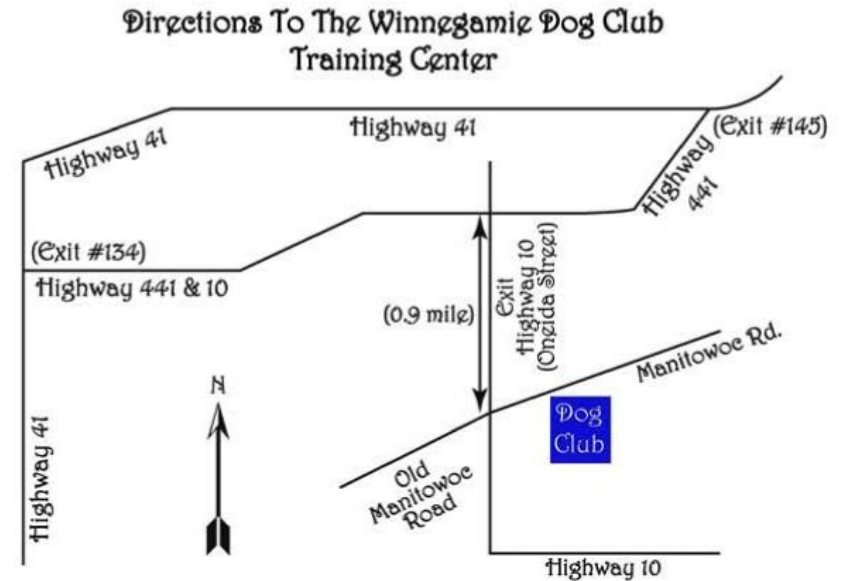 Directions To The Winnegamie Dog Club
Training Center
Highway 41
Highway 41
(Exit #145)
Highway
441
(Exit #134)
Highway 441 & 10
(0.9 mile)
Exit
Highway 10
(Oneida Street)
Manitowoc Rd.
N
Dog
Club
Old
Manitowoc
Road
Highway 41
Highway 10